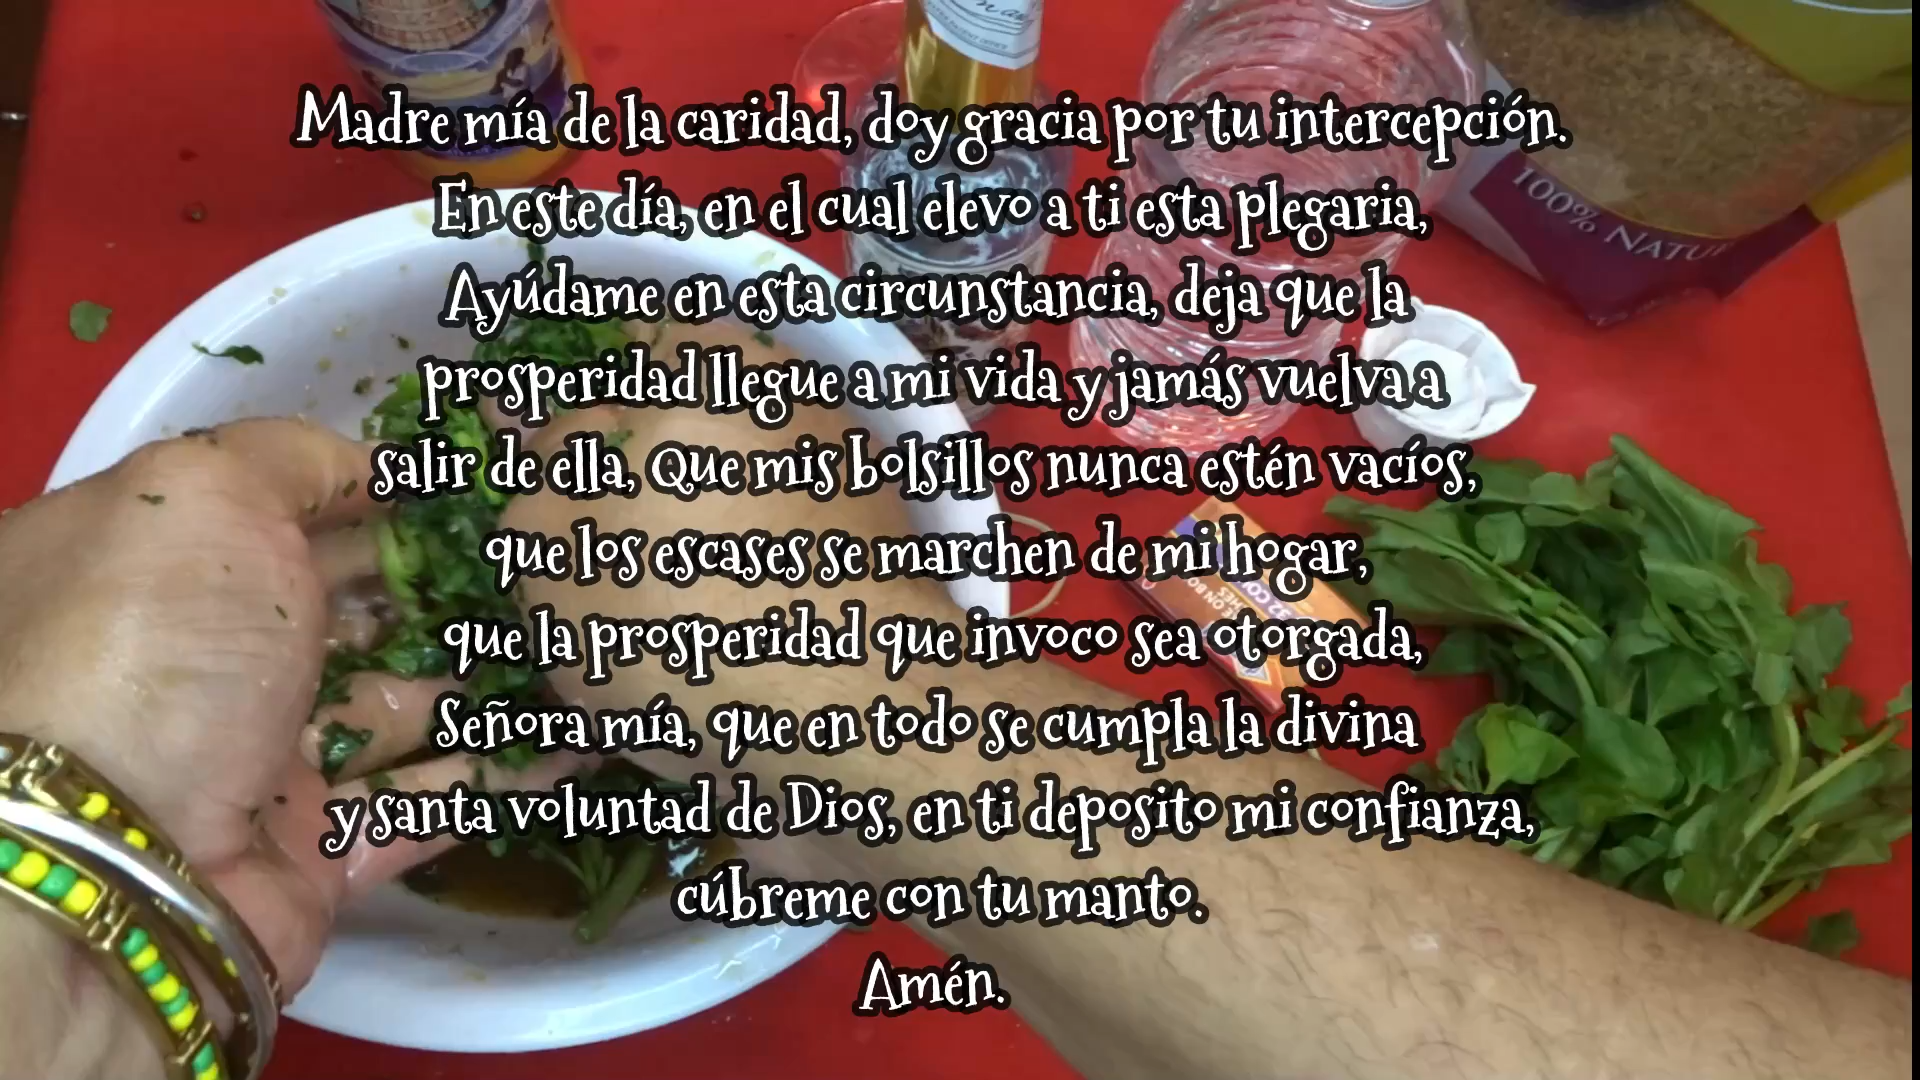 Madre mía de la caridad, doy gracia por tu intercepción.
En este día, en el cual elevo a ti esta plegaria,
Ayúdame en esta circunstancia, deja que la
prosperidad llegue a mi vida y jamás vuelva a
salir de ella, Que mis bolsillos nunca estén vacíos,
que los escases se marchen de mi hogar,
que la prosperidad que invoco sea otorgada,
Señora mía, que en todo se cumpla la divina
y santa voluntad de Dios, en ti deposito mi confianza,
cúbreme con tu manto.
Amén.
100% NATUR